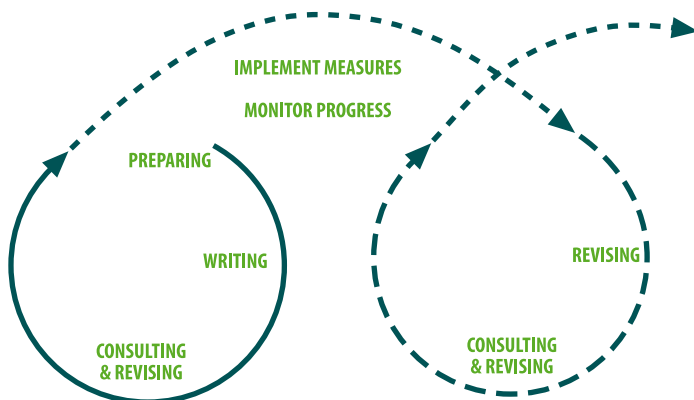 IMPLEMENT MEASURES
MONITOR PROGRESS
PREPARING
WRITING
CONSULTING
& REVISING
REVISING
CONSULTING
& REVISING